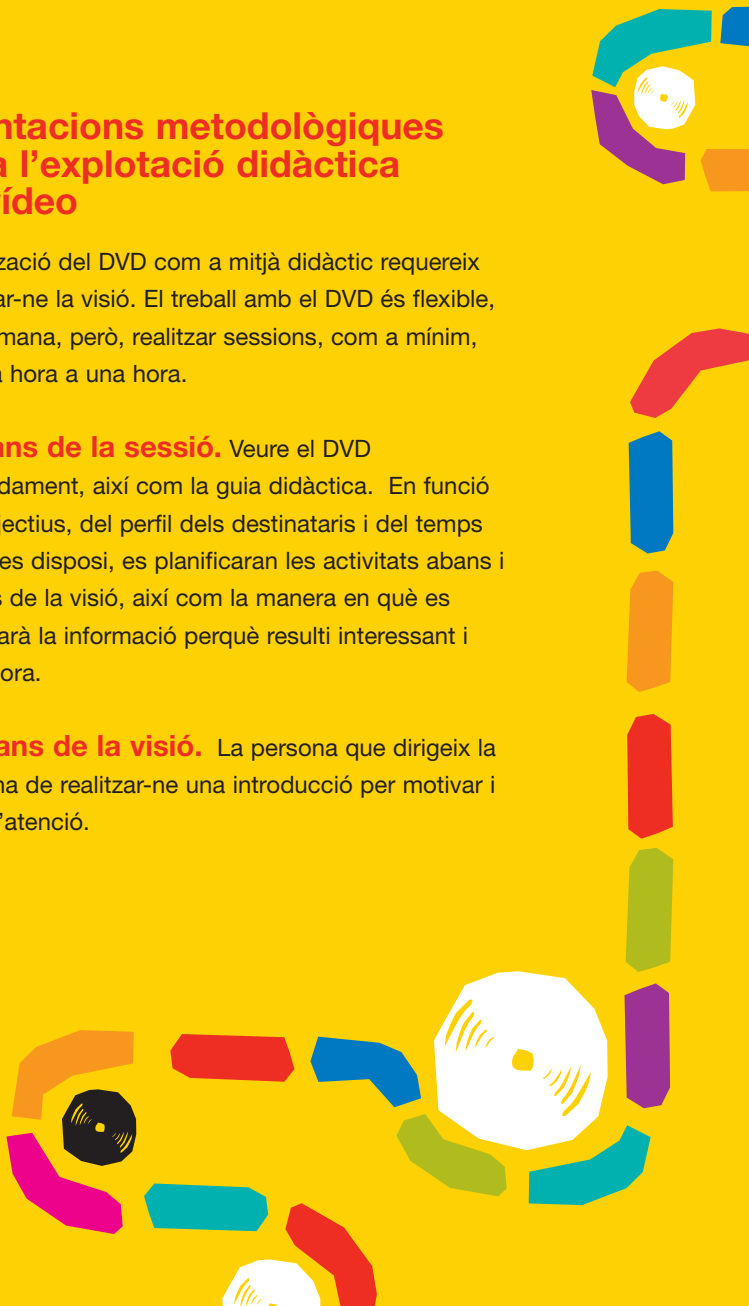 ntacions metodològiques
a l’explotació didàctica
vídeo
zació del DVD com a mitjà didàctic requereix
ar-ne la visió. El treball amb el DVD és flexible,
mana, però, realitzar sessions, com a mínim,
a hora a una hora.
ans de la sessió. Veure el DVD
dament, així com la guia didàctica. En funció
jectius, del perfil dels destinataris i del temps
es disposi, es planificaran les activitats abans i
s de la visió, així com la manera en què es
arà la informació perquè resulti interessant i
ora.
ans de la visió. La persona que dirigeix la
na de realitzar-ne una introducció per motivar i
’atenció.